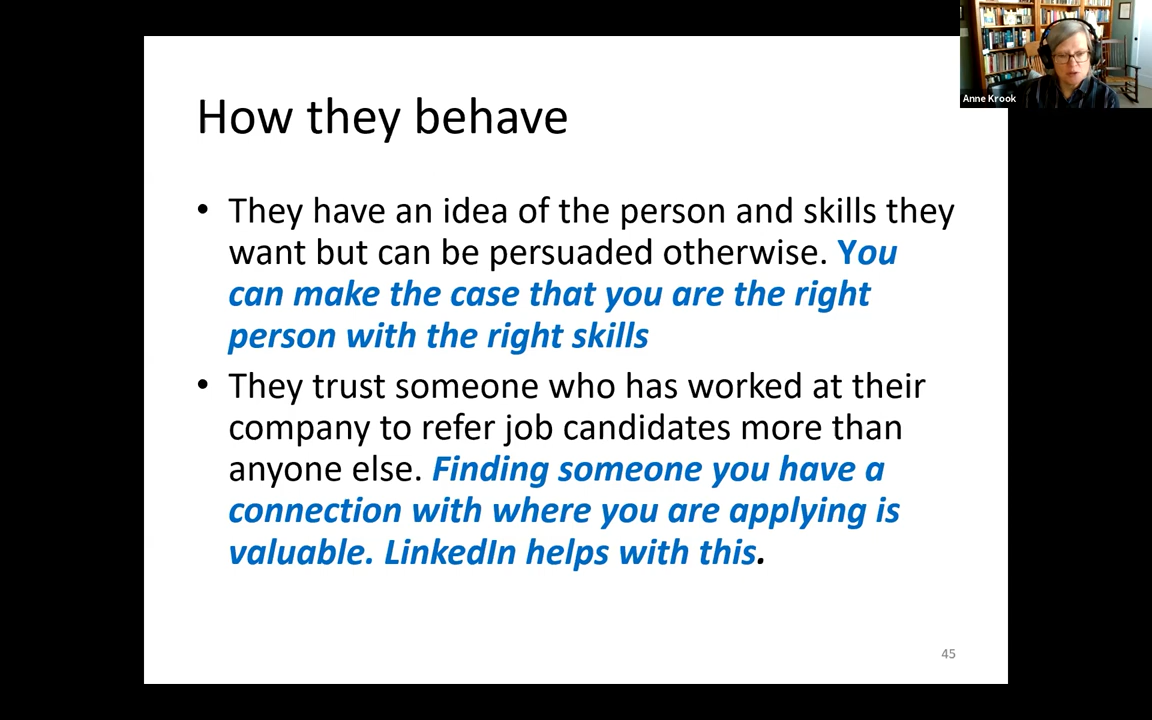 How they behave
• They have an idea of the person and skills they
want but can be persuaded otherwise. You
can make the case that you are the right
person with the right skills
• They trust someone who has worked at their
company to refer job candidates more than
anyone else. Finding someone you have a
connection with where you are applying is
valuable. LinkedIn helps with this.
45
Anne Krook